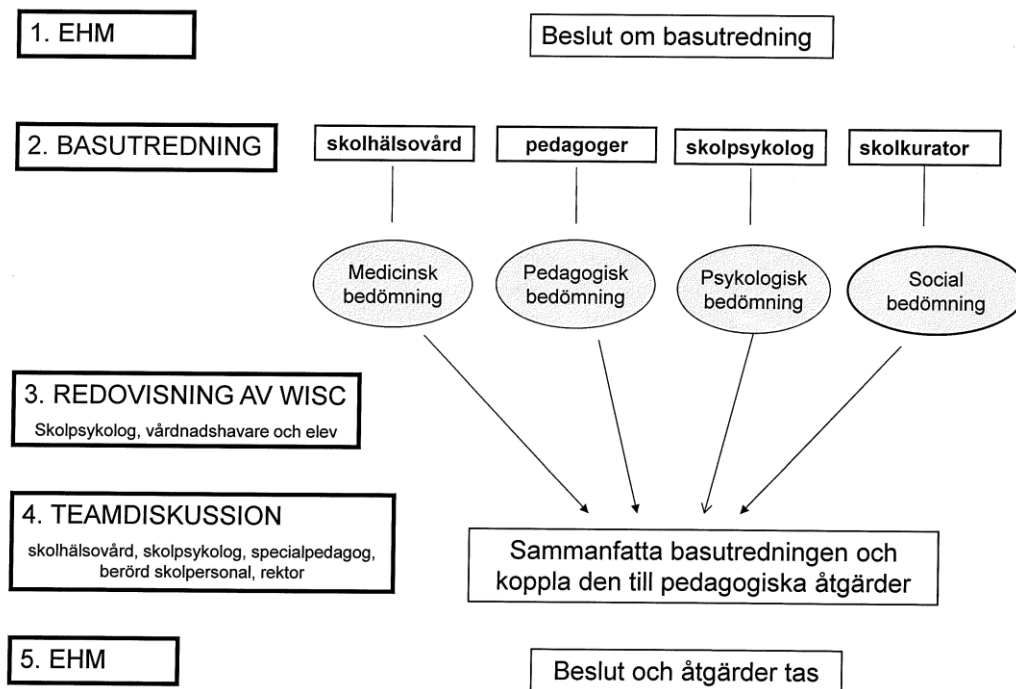 1. EHM
Beslut om basutredning
2. BASUTREDNING
skolhälsovård
pedagoger
skolpsykolog
skolkurator
Medicinsk
bedömning
Pedagogisk
bedömning
Psykologisk
bedömning
Social
bedömning
3. REDOVISNING AV WISC
Skolpsykolog, vårdnadshavare och elev
4. TEAMDISKUSSION
skolhälsovård, skolpsykolog, specialpedagog,
berörd skolpersonal, rektor
Sammanfatta basutredningen och
koppla den till pedagogiska åtgärder
5. EHM
Beslut och åtgärder tas